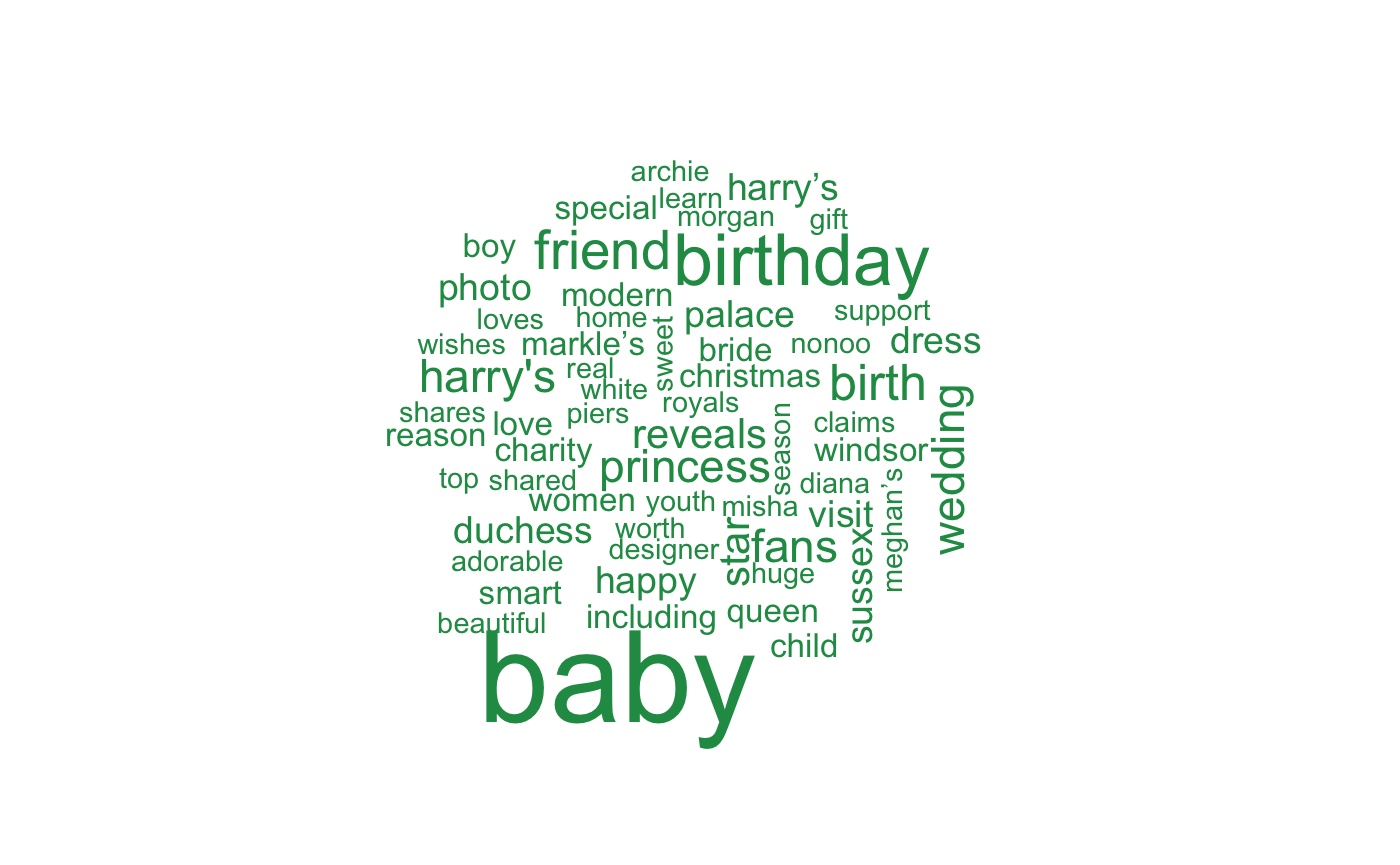 archie
learn
harry’s
special
morgan
gift
boy
friend
birthday
photo
modern
loves
home
palace
support
wishes
markle’s
sweet
bride
nonoo
dress
harry's
real
white
christmas
birth
shares
piers
royals
reason
love
reveals
season
claims
wedding
charity
windsor
princess
top
shared
diana
women
youth
misha
visit
meghan’s
duchess
worth
star
fans
sussex
designer
adorable
happy
huge
smart
including
queen
beautiful
child
baby